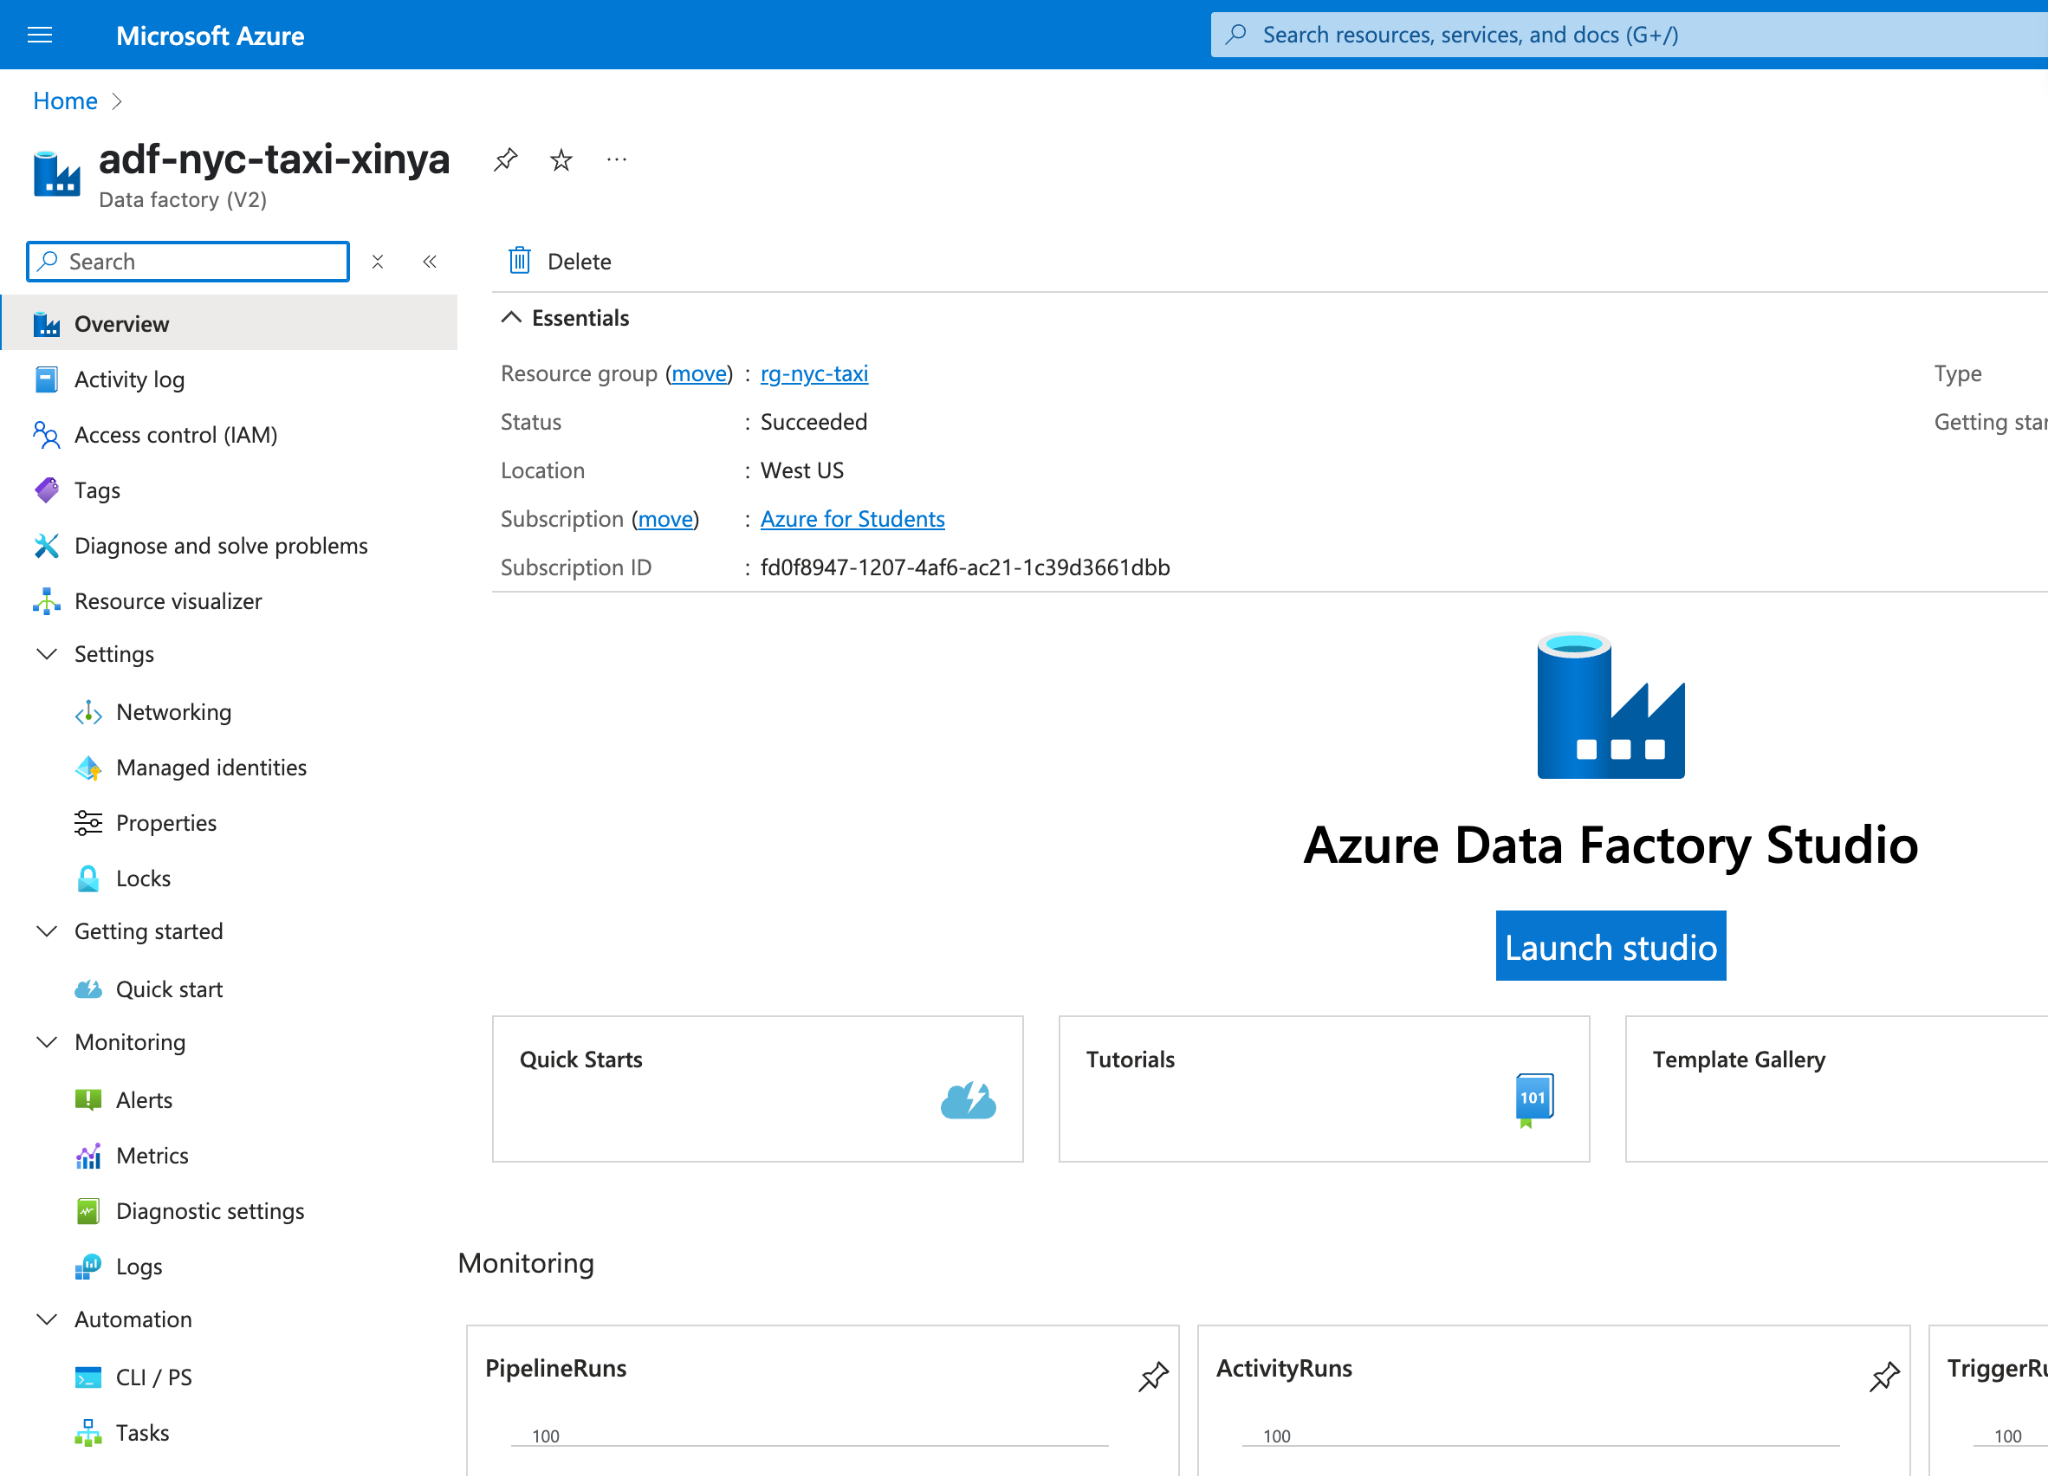 Microsoft Azure
Search resources, services, and docs (G+/)
Home
adf-nyc-taxi-xinya
Data factory (V2)
Search
Delete
Overview
Activity log
Access control (IAM)
Tags
Diagnose and solve problems
Resource visualizer
Settings
Networking
Managed identities
Properties
Locks
Getting started
Quick start
Monitoring
Alerts
Metrics
Diagnostic settings
Logs
Automation
CLI / PS
Tasks
Essentials
Resource group (move) : rg-nyc-taxi
Status : Succeeded
Location : West US
Subscription (move) : Azure for Students
Subscription ID : fd0f8947-1207-4af6-ac21-1c39d3661dbb
Type
Getting star
Azure Data Factory Studio
Launch studio
Quick Starts
Tutorials
101
Template Gallery
Monitoring
PipelineRuns
100
ActivityRuns
100
TriggerRu
100